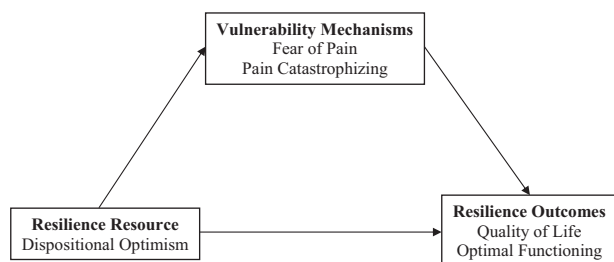 Vulnerability Mechanisms
Fear of Pain
Pain Catastrophizing
Resilience Resource
Dispositional Optimism
Resilience Outcomes
Quality of Life
Optimal Functioning